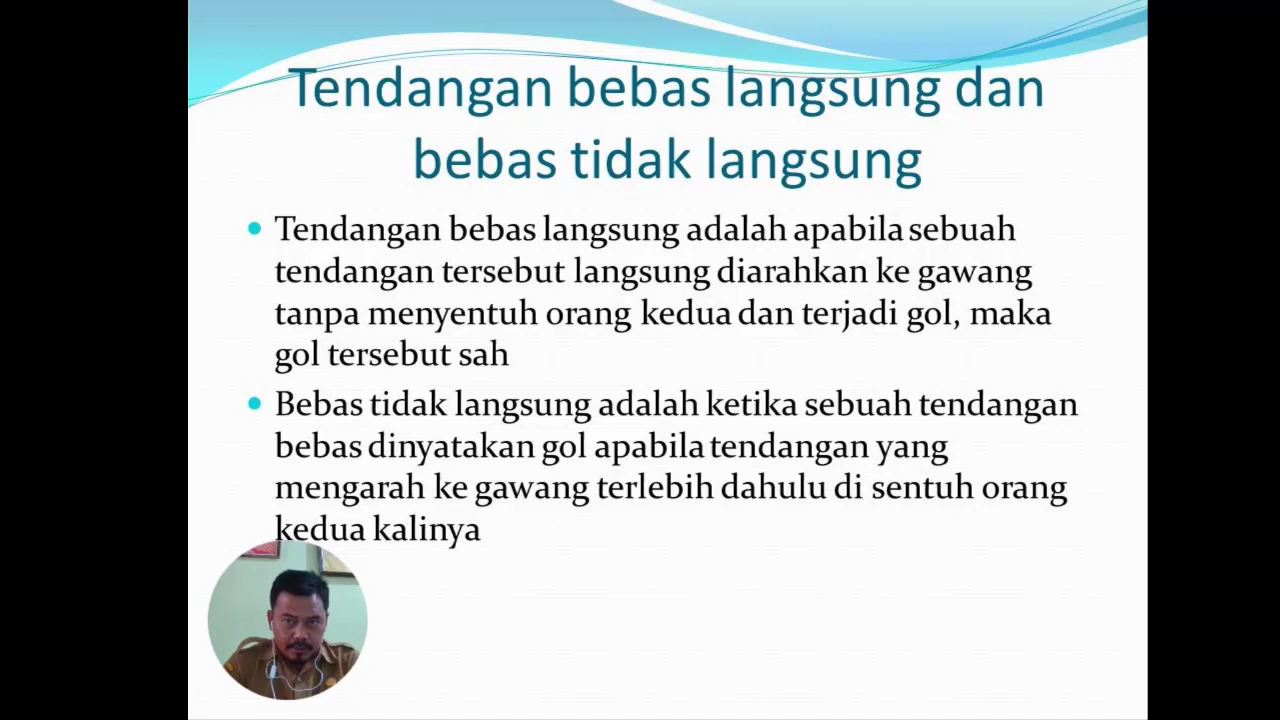 Tendangan bebas langsung dan
bebas tidak langsung
• Tendangan bebas langsung adalah apabila sebuah
tendangan tersebut langsung diarahkan ke gawang
tanpa menyentuh orang kedua dan terjadi gol, maka
gol tersebut sah
• Bebas tidak langsung adalah ketika sebuah tendangan
bebas dinyatakan gol apabila tendangan yang
mengarah ke gawang terlebih dahulu di sentuh orang
kedua kalinya